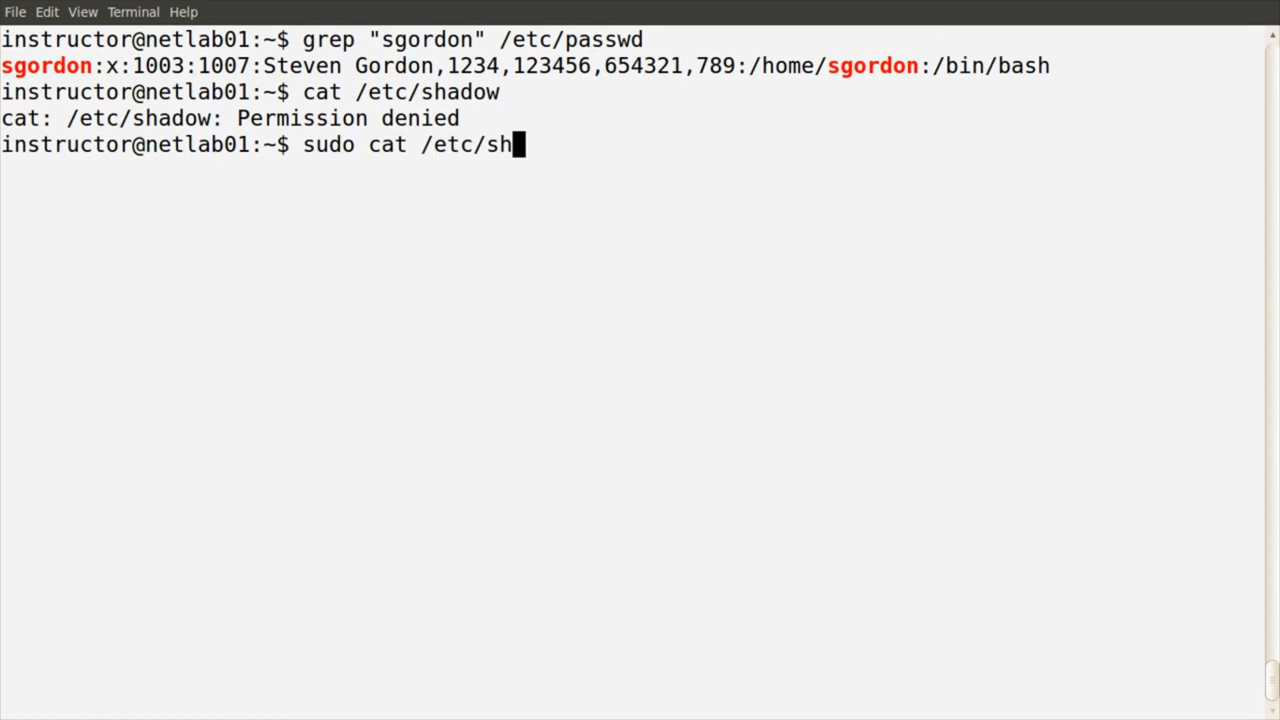 File Edit View Terminal Help
instructor@netlab01:~$ grep "sgordon" /etc/passwd
sgordon:x:1003:1007:Steven Gordon,1234,123456,654321,789:/home/sgordon:/bin/bash
instructor@netlab01:~$ cat /etc/shadow
cat: /etc/shadow: Permission denied
instructor@netlab01:~$ sudo cat /etc/sh